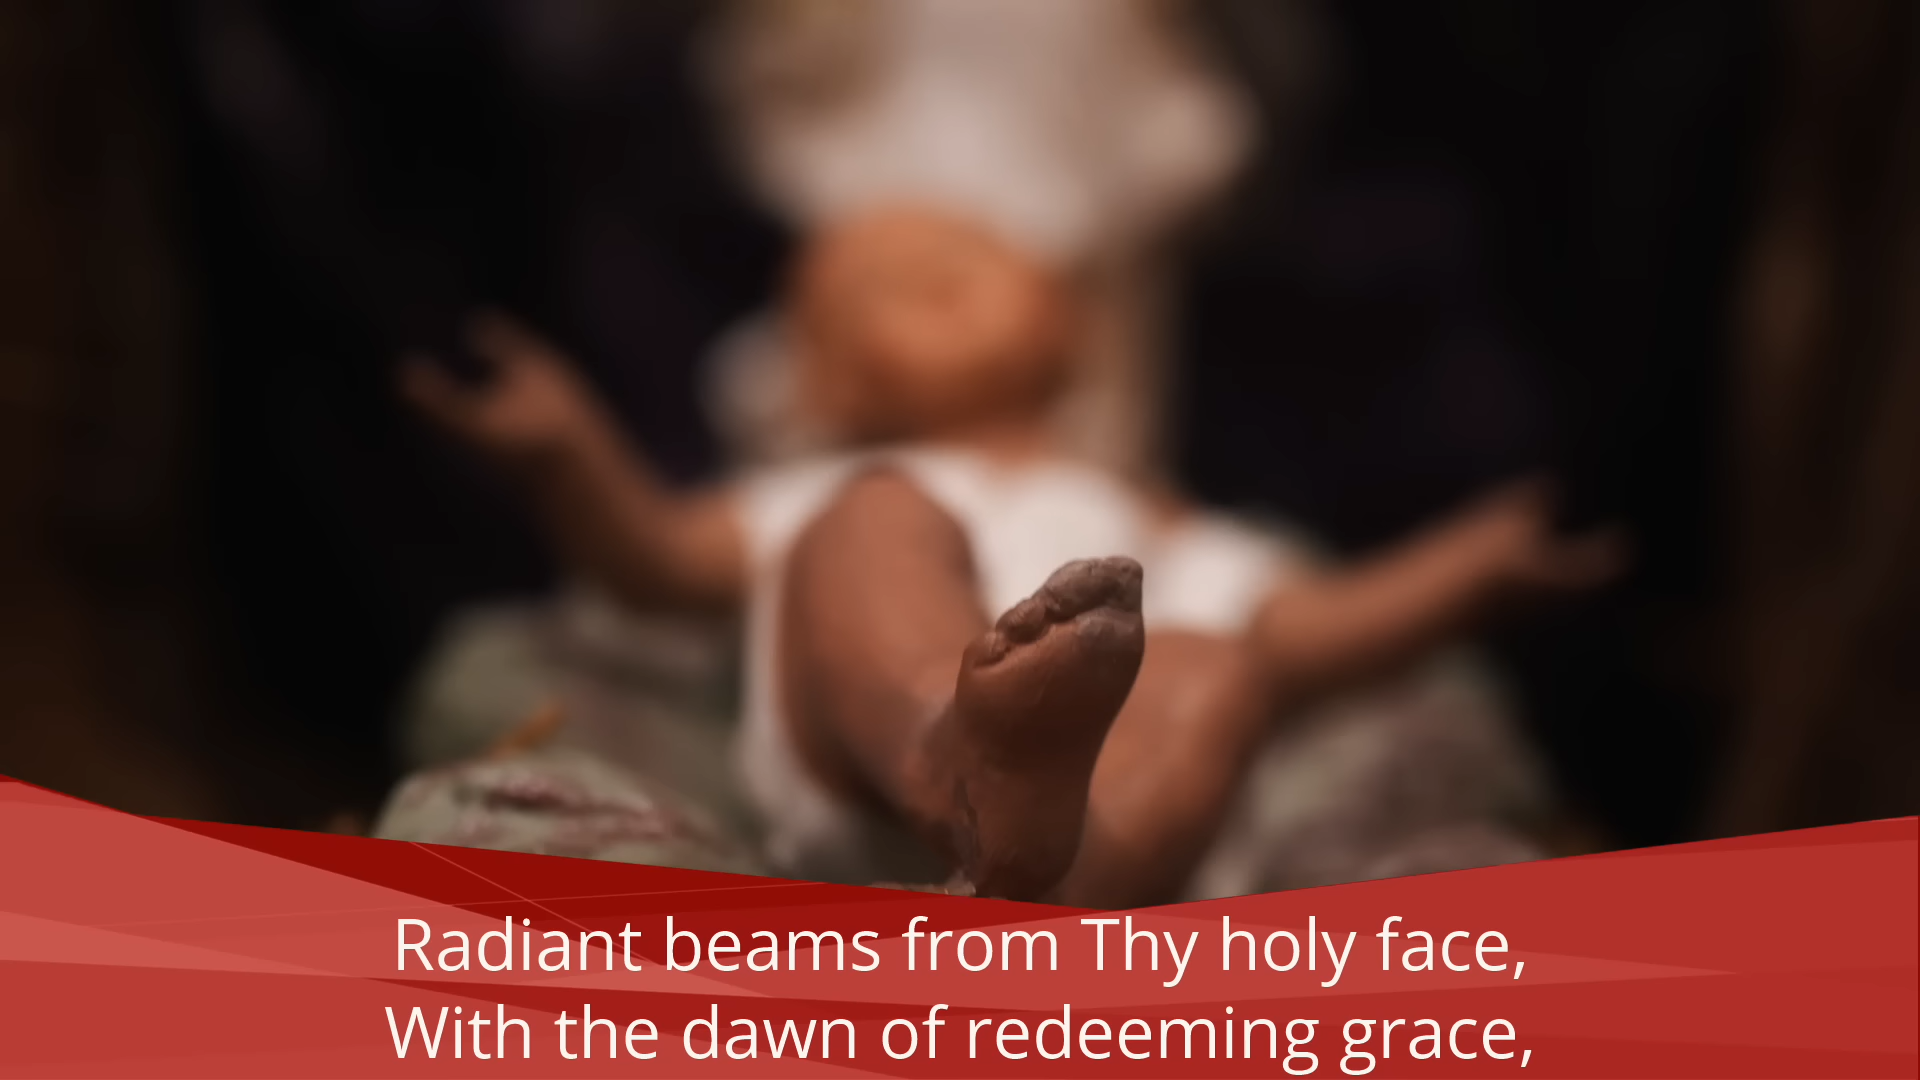 Radiant beams from Thy holy face,
With the dawn of redeeming grace,